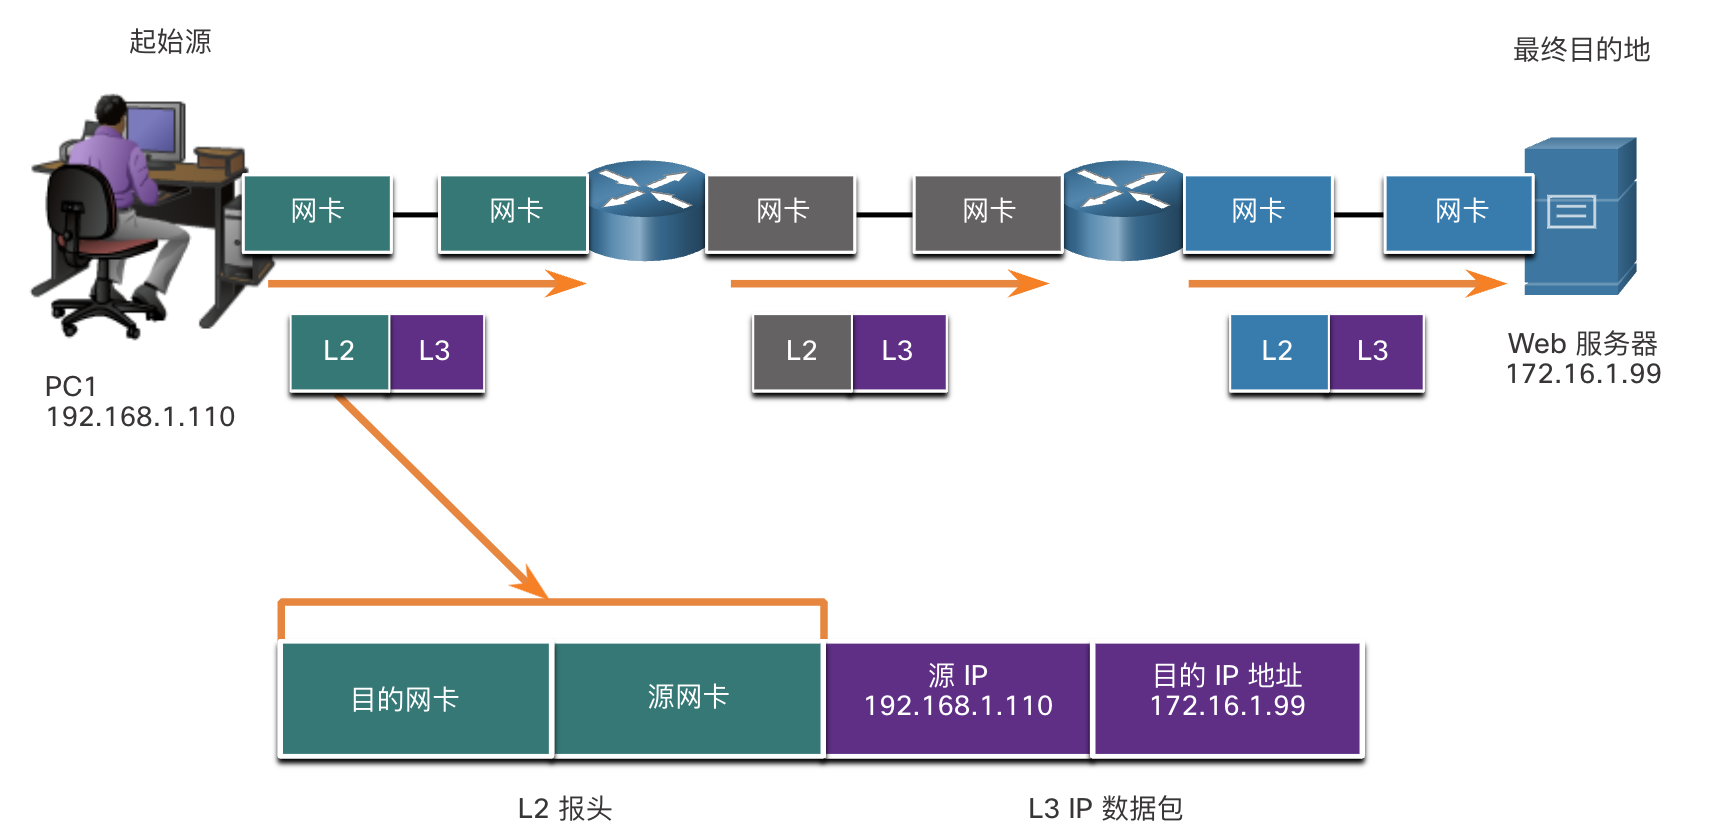 起始源
最终目的地
网卡
网卡
网卡
网卡
网卡
网卡
L2
L3
L2
L3
L2
L3
PC1
192.168.1.110
Web 服务器
172.16.1.99
目的网卡
源网卡
源 IP
192.168.1.110
目的 IP 地址
172.16.1.99
L2 报头
L3 IP 数据包